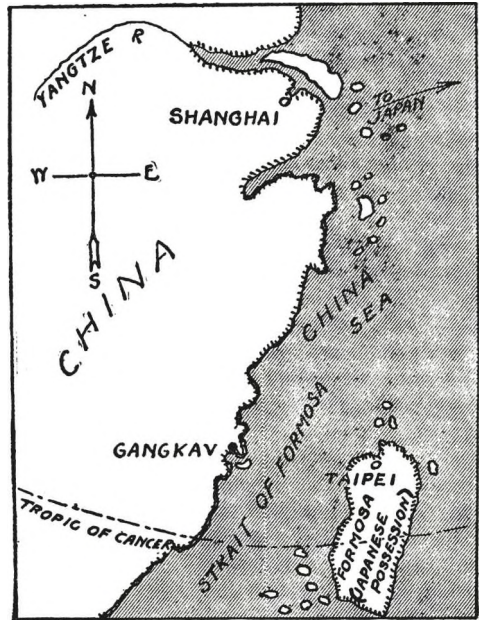 YANGTZE R
N
W E
S
SHANGHAI
TO
JAPAN
CHINA
CHINA
SEA
GANGKAV
STRAIT OF FORMOSA
TAIPEI
FORMOSA
(JAPANESE
POSSESSION)
TROPIC OF CANCER